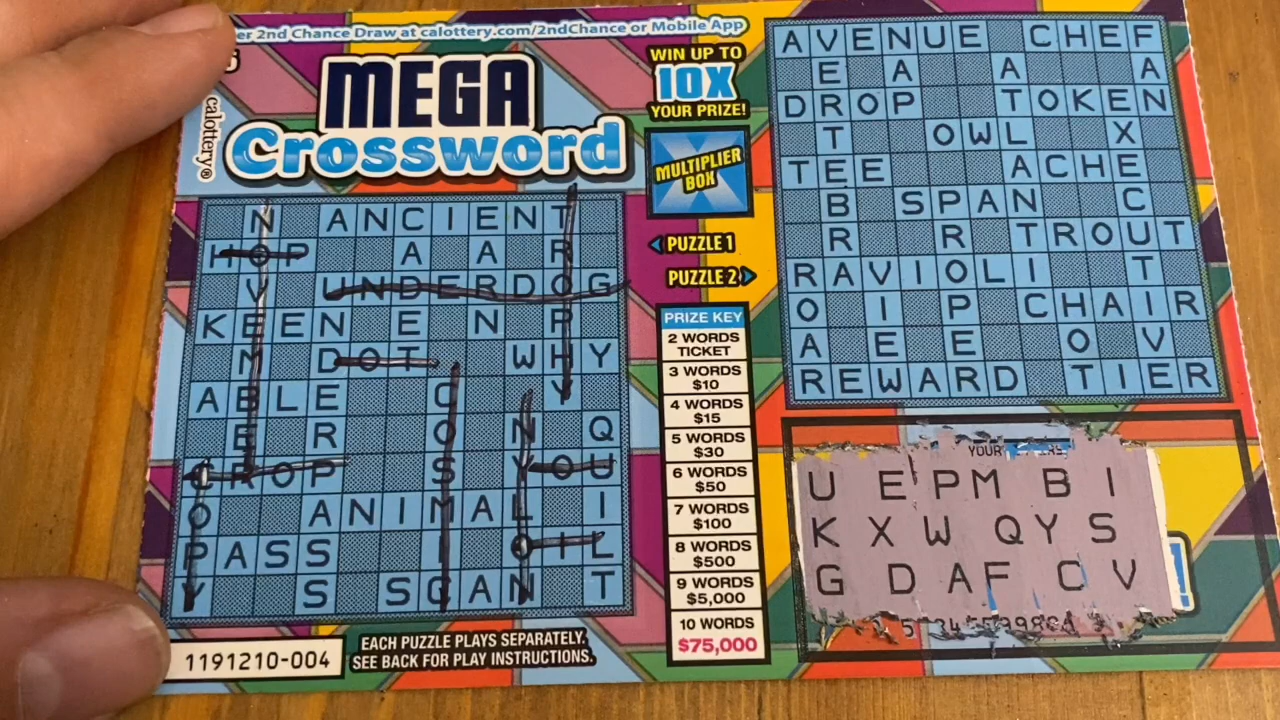 er 2nd Chance Draw at calottery.com/2ndChance or Mobile App
calottery®
MEGA
Crossword
WIN UP TO
10X
YOUR PRIZE!
MULTIPLIER
BOX
PUZZLE 1
PUZZLE 2
N ANCIENT
HOP A A R
V UNDERDOG
KEEN E N P
M DOT WHY
ABLE C
E R O N Q
CROP S YOU
O ANIMAL I
PASS M OIL
Y S SCAN T
PRIZE KEY
2 WORDS
TICKET
3 WORDS
$10
4 WORDS
$15
5 WORDS
$30
6 WORDS
$50
7 WORDS
$100
8 WORDS
$500
9 WORDS
$5,000
10 WORDS
$75,000
AVENUE CHEF
E A A A
DROP TOKEN
T OWL X
TEE ACHE
B SPAN C
R R TROUT
RAVIOLI T
O I P CHAIR
A E E O V
REWARD TIER
YOUR
U E P M B I
K X W Q Y S
G D A F C V
1191210-004
EACH PUZZLE PLAYS SEPARATELY.
SEE BACK FOR PLAY INSTRUCTIONS.